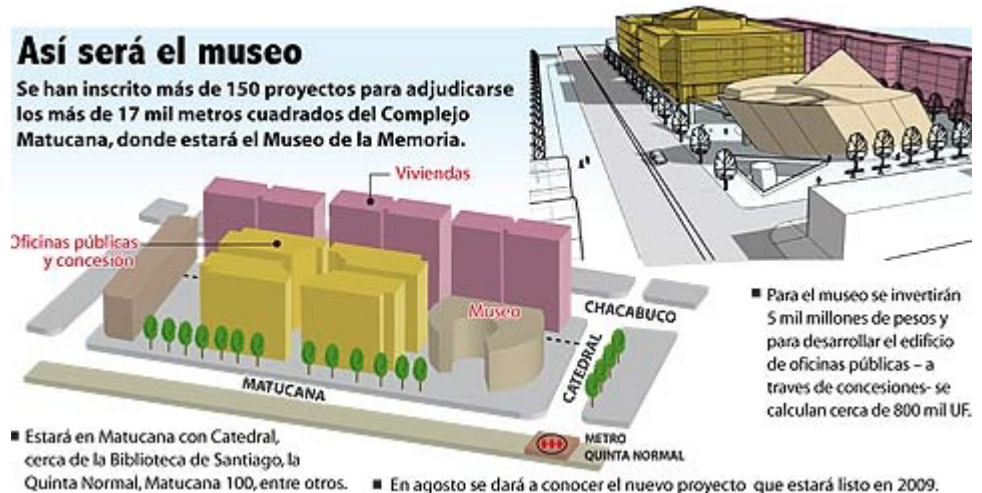 Así será el museo
Se han inscrito más de 150 proyectos para adjudicarse
los más de 17 mil metros cuadrados del Complejo
Matucana, donde estará el Museo de la Memoria.
Viviendas
Oficinas públicas
y concesión
Museo
CHACABUCO
CATEDRAL
MATUCANA
METRO
QUINTA NORMAL
■ Para el museo se invertirán
5 mil millones de pesos y
para desarrollar el edificio
de oficinas públicas – a
traves de concesiones- se
calculan cerca de 800 mil UF.
■ Estará en Matucana con Catedral,
cerca de la Biblioteca de Santiago, la
Quinta Normal, Matucana 100, entre otros.
■ En agosto se dará a conocer el nuevo proyecto que estará listo en 2009.